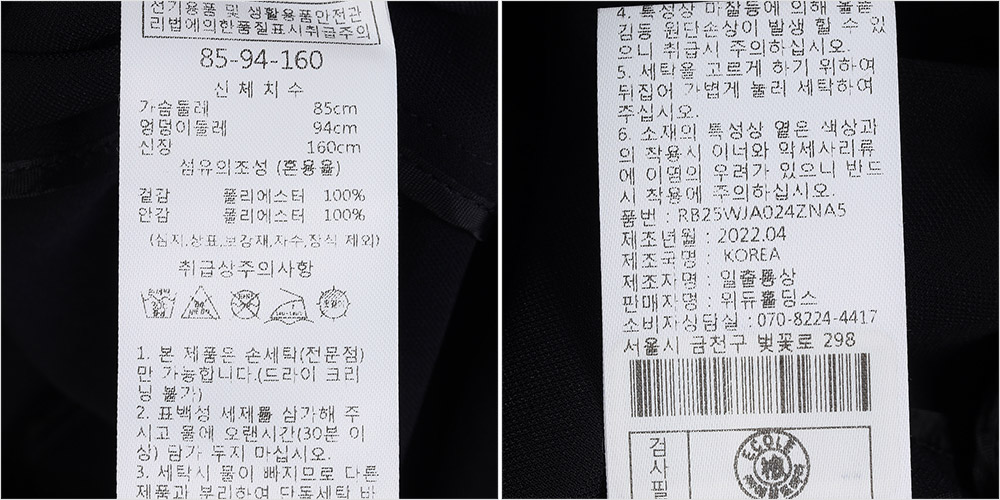 전기용품 및 생활용품안전관
리법에의한품질표시취급주의
85-94-160
신체치수
가슴둘레 85cm
엉덩이둘레 94cm
신장 160cm
섬유의조성 (혼용율)
겉감 폴리에스터 100%
안감 폴리에스터 100%
(심지,상표,보강재,자수,장식 제외)
취급상주의사항
1. 본 제품은 손세탁(전문점)
만 가능합니다.(드라이 크리
닝 불가)
2. 표백성 세제를 삼가해 주
시고 물에 오랜시간(30분 이
상) 담가 두지 마십시오.
3. 세탁시 물이 빠지므로 다른
제품과 분리하여 단독세탁 바
4. 특성상 마찰등에 의해 올뜯
김등 원단손상이 발생 할 수 있
으니 취급시 주의하십시오.
5. 세탁을 고르게 하기 위하여
뒤집어 가볍게 눌러 세탁하여
주십시오.
6. 소재의 특성상 옅은 색상과
의 착용시 이너와 악세사리류
에 이염의 우려가 있으니 반드
시 착용에 주의하십시오.
품번 : RB25WJA024ZNA5
제조년월 : 2022.04
제조국명 : KOREA
제조자명 : 일출통상
판매자명 : 위듀홀딩스
소비자상담실 : 070-8224-4417
서울시 금천구 벚꽃로 298
검
사
필
ECOLE